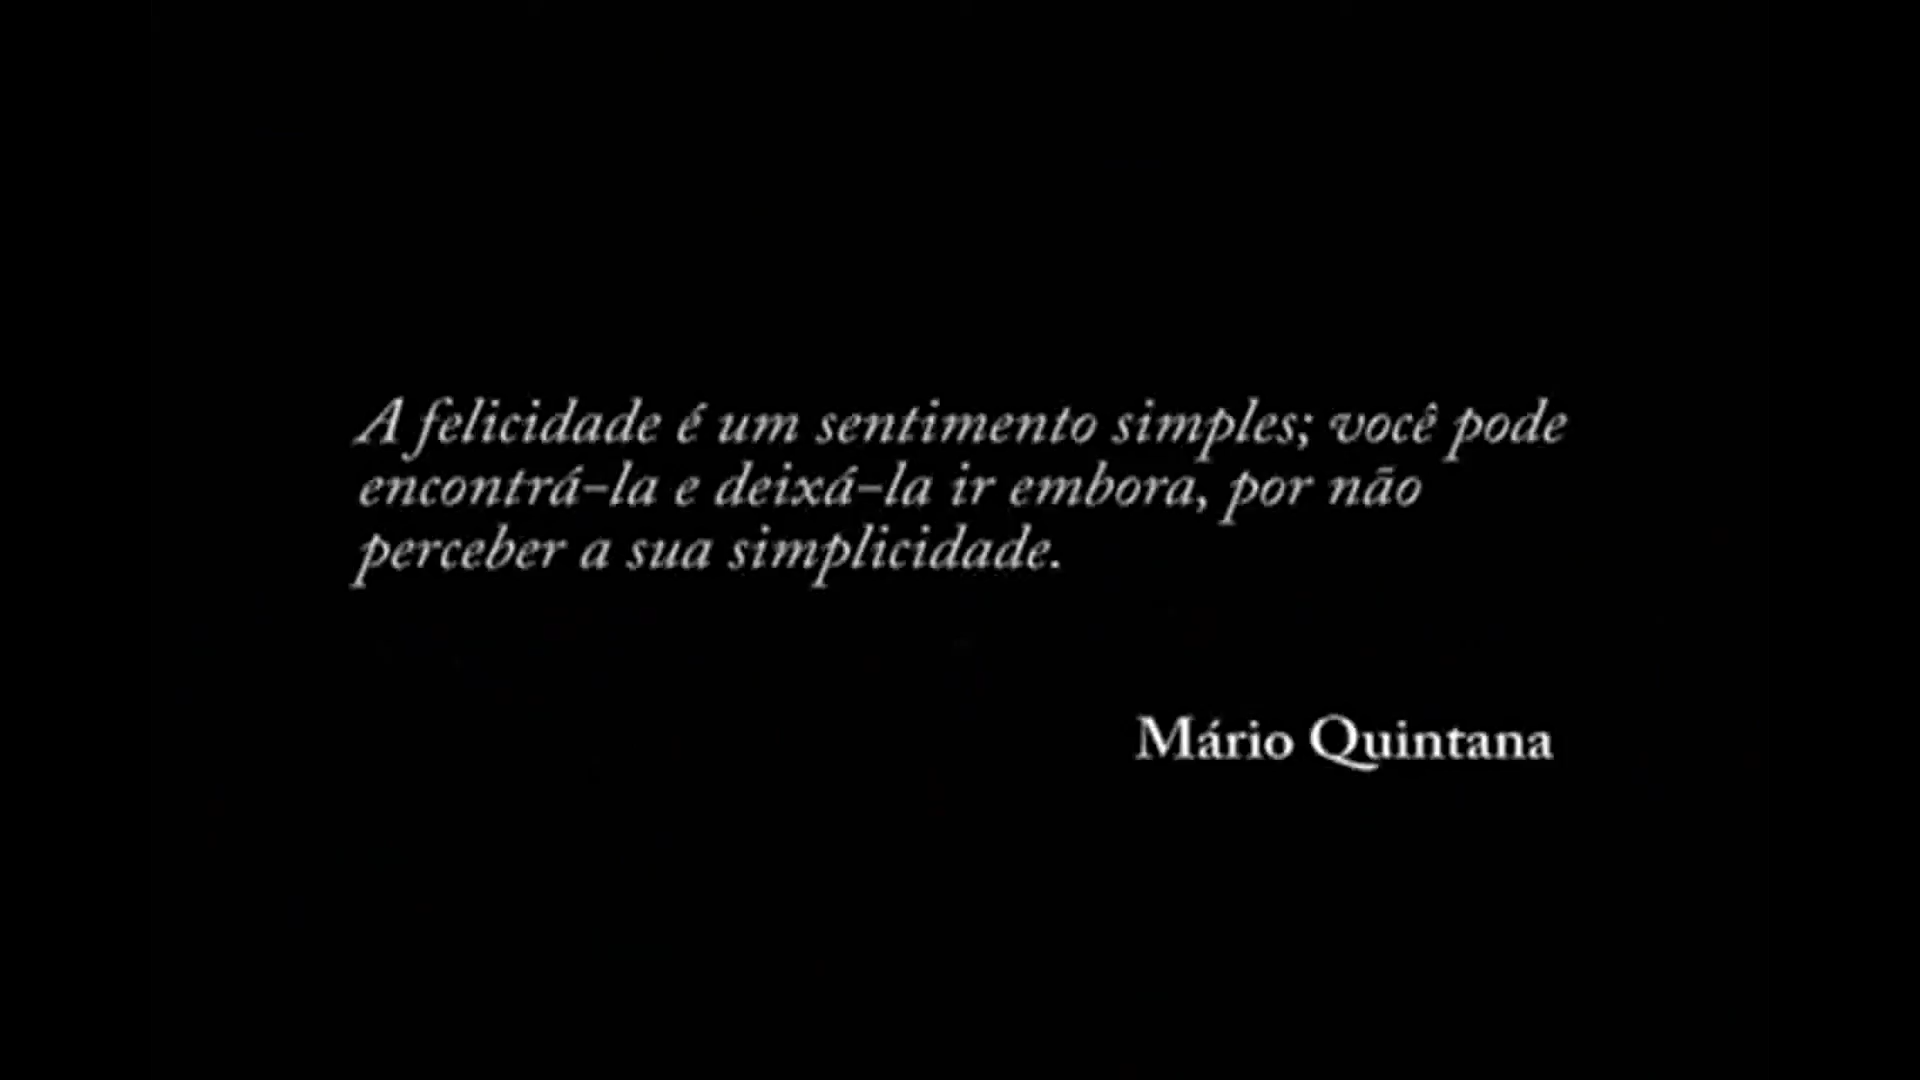 A felicidade é um sentimento simples; você pode
encontrá-la e deixá-la ir embora, por não
perceber a sua simplicidade.
Mário Quintana